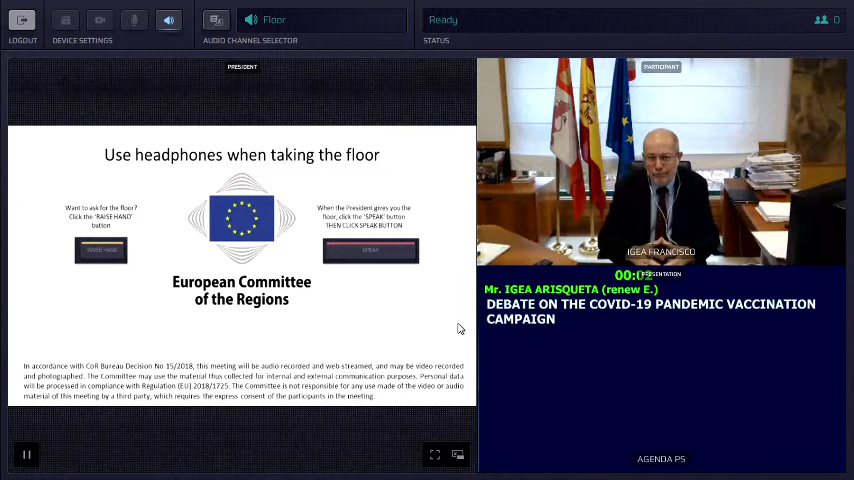 Floor
Ready
0
LOGOUT
DEVICE SETTINGS
AUDIO CHANNEL SELECTOR
STATUS
PRESIDENT
Use headphones when taking the floor
Want to ask for the floor?
Click the 'RAISE HAND'
button
RAISE HAND
When the President gives you the
floor, click the 'SPEAK' button
THEN CLICK SPEAK BUTTON
SPEAK
European Committee
of the Regions
In accordance with CoR Bureau Decision No 15/2018, this meeting will be audio recorded and web-streamed, and may be video recorded
and photographed. The Committee may use the material thus collected for internal and external communication purposes. Personal data
will be processed in compliance with Regulation (EU) 2018/1725. The Committee is not responsible for any use made of the video or audio
material of this meeting by a third party, which requires the express consent of the participants in the meeting.
PARTICIPANT
IGEA FRANCISCO
PRESENTATION
Mr. IGEA ARISQUETA (renew E.)
DEBATE ON THE COVID-19 PANDEMIC VACCINATION
CAMPAIGN
AGENDA PS